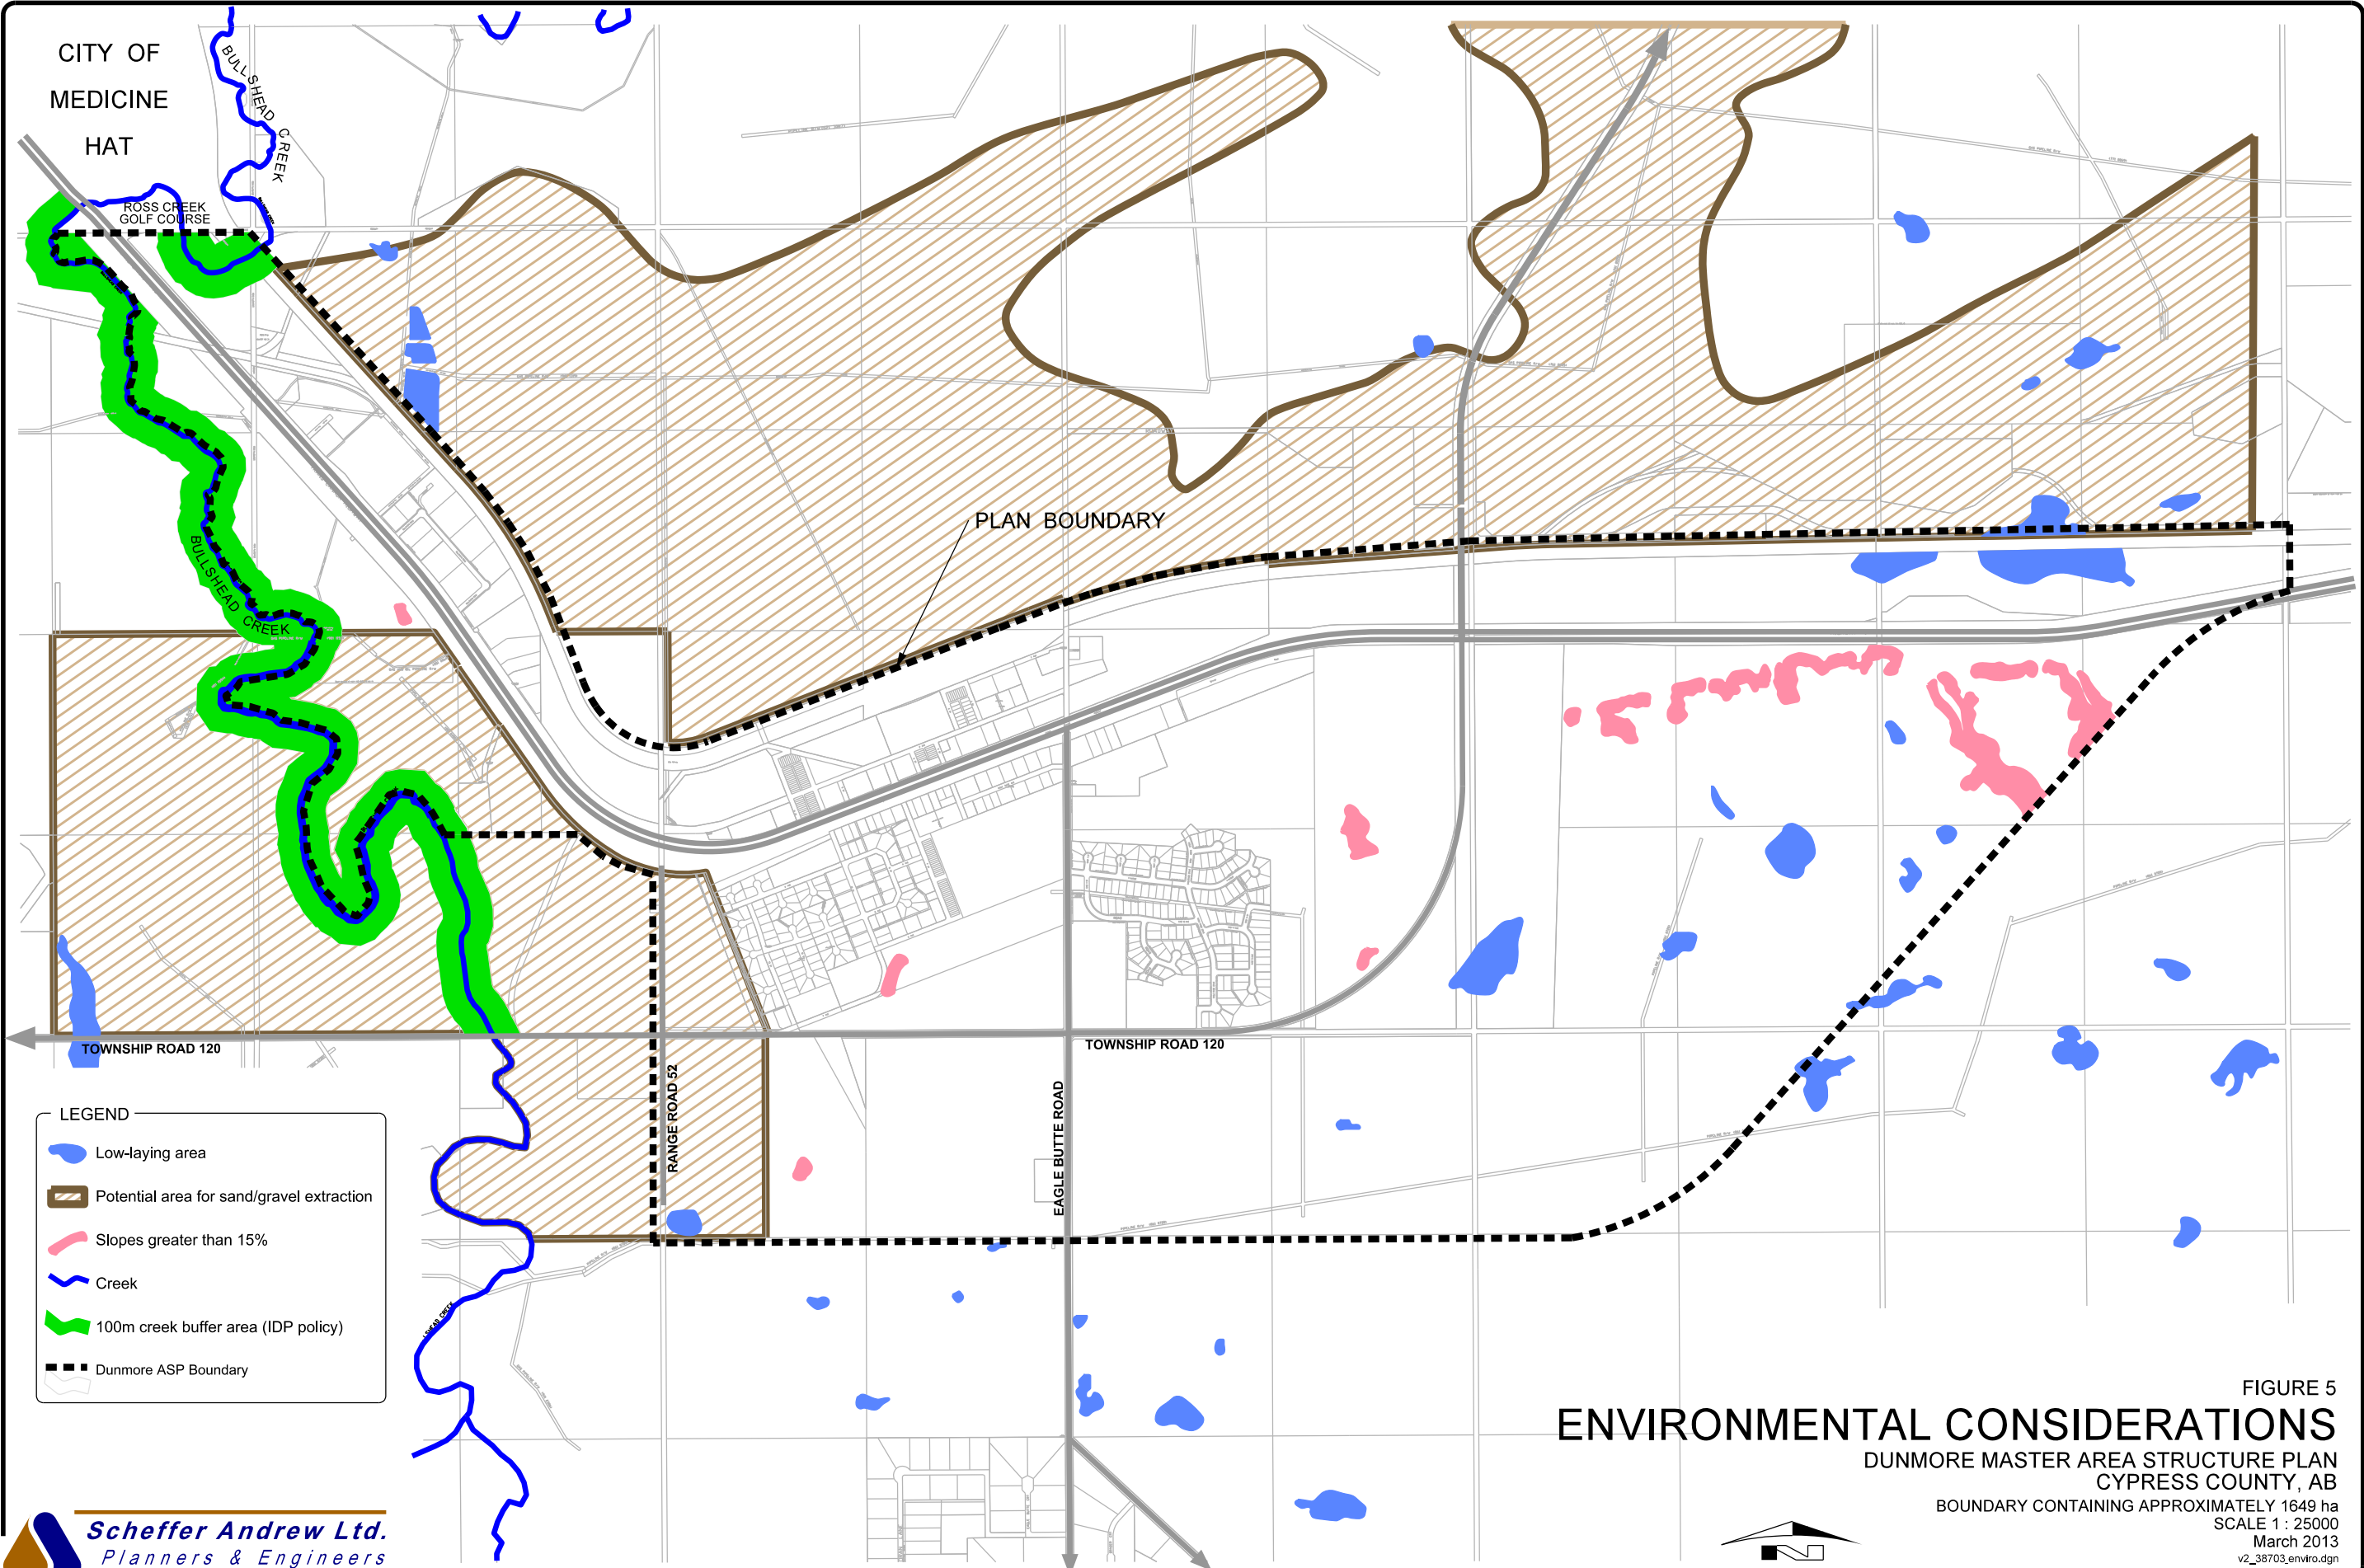 CITY OF
MEDICINE
HAT
BULLSHEAD CREEK
ROSS CREEK
GOLF COURSE
PLAN BOUNDARY
BULLSHEAD CREEK
TOWNSHIP ROAD 120
TOWNSHIP ROAD 120
RANGE ROAD 52
EAGLE BUTTE ROAD
LEGEND
Low-laying area
Potential area for sand/gravel extraction
Slopes greater than 15%
Creek
100m creek buffer area (IDP policy)
Dunmore ASP Boundary
FIGURE 5
ENVIRONMENTAL CONSIDERATIONS
DUNMORE MASTER AREA STRUCTURE PLAN
CYPRESS COUNTY, AB
BOUNDARY CONTAINING APPROXIMATELY 1649 ha
SCALE 1 : 25000
March 2013
v2_38703_enviro.dgn
N
Scheffer Andrew Ltd.
Planners & Engineers